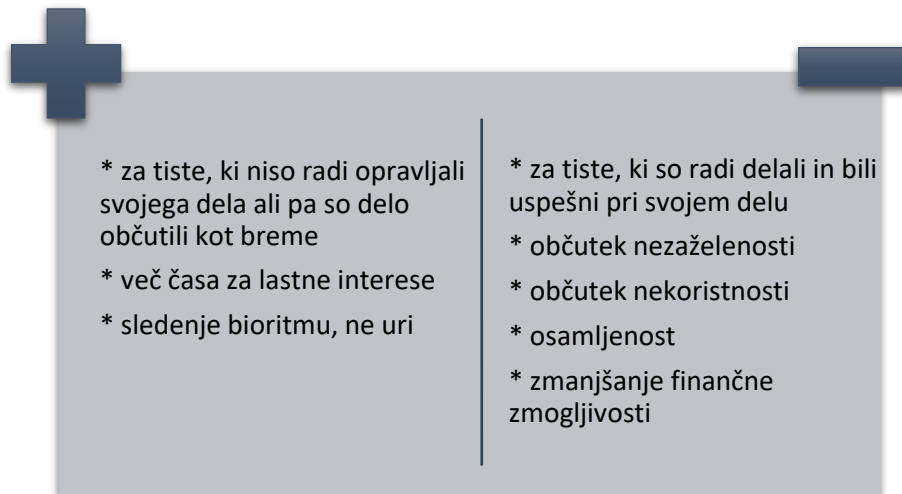 * za tiste, ki niso radi opravljali
svojega dela ali pa so delo
občutili kot breme
* več časa za lastne interese
* sledenje bioritmu, ne uri
* za tiste, ki so radi delali in bili
uspešni pri svojem delu
* občutek nezaželenosti
* občutek nekoristnosti
* osamljenost
* zmanjšanje finančne
zmogljivosti